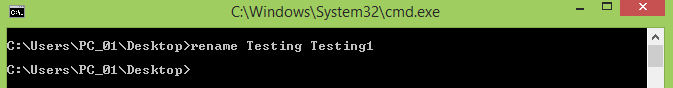 C:\Windows\System32\cmd.exe
C:\Users\PC_01\Desktop>rename Testing Testing1
C:\Users\PC_01\Desktop>